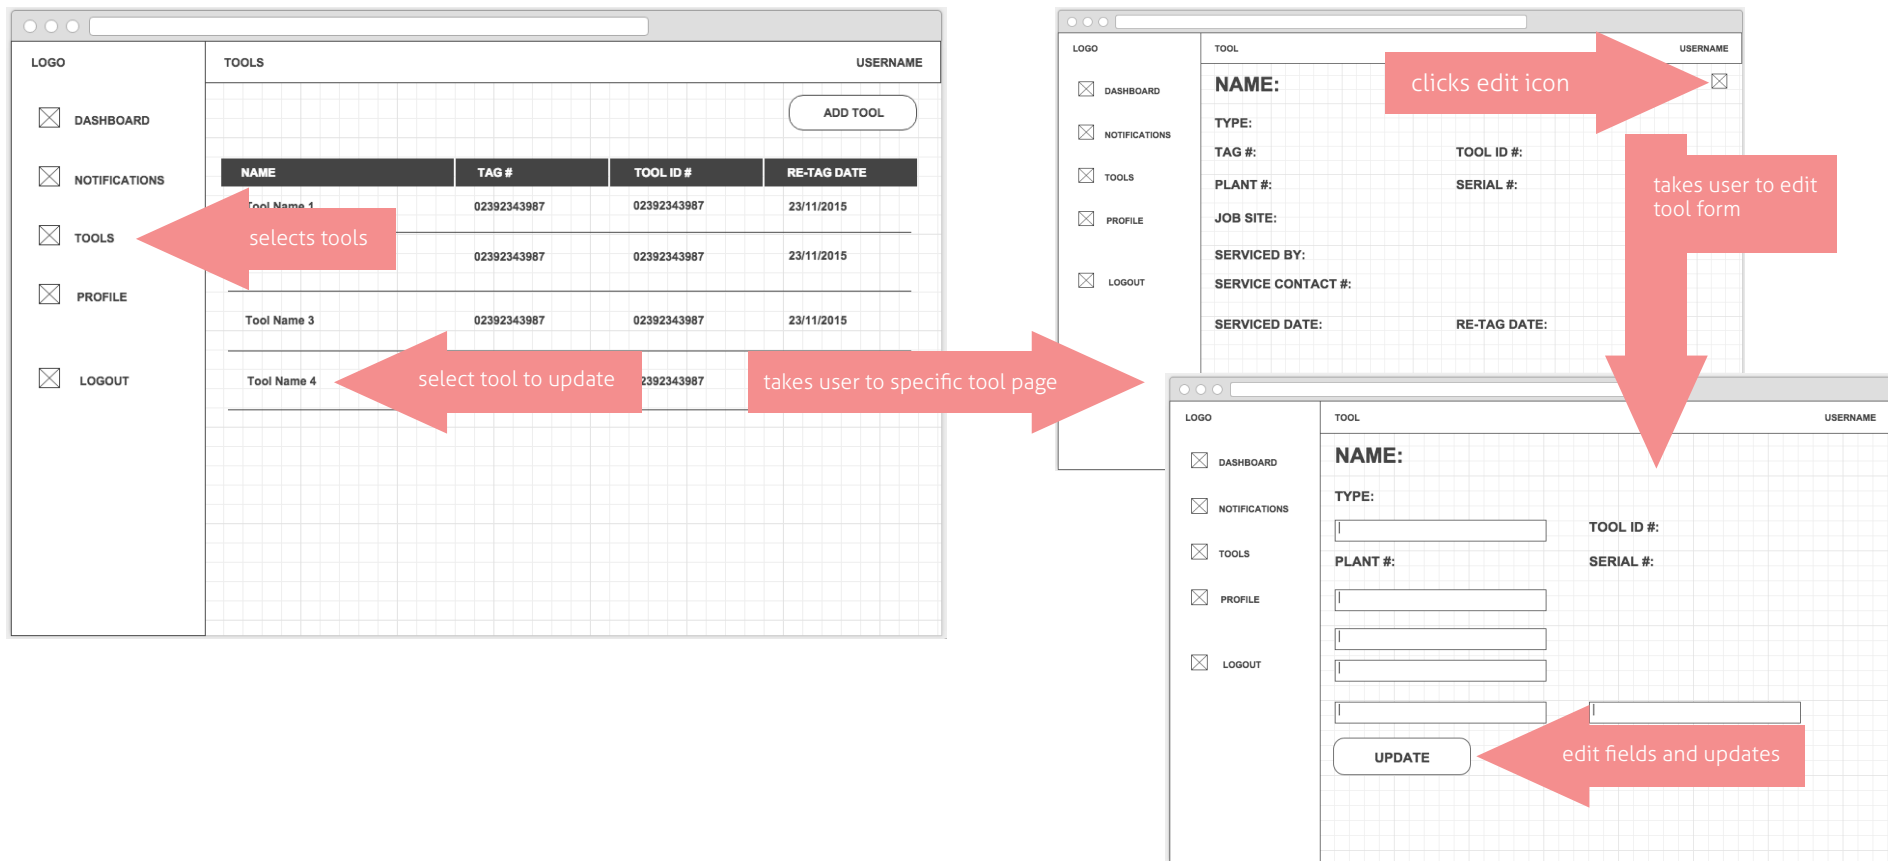 LOGO
TOOLS
USERNAME
DASHBOARD
NOTIFICATIONS
TOOLS
PROFILE
LOGOUT
ADD TOOL
NAME TAG # TOOL ID # RE-TAG DATE
Tool Name 1 02392343987 02392343987 23/11/2015
02392343987 02392343987 23/11/2015
Tool Name 3 02392343987 02392343987 23/11/2015
Tool Name 4 2392343987
selects tools
select tool to update
takes user to specific tool page
LOGO
TOOL
USERNAME
DASHBOARD
NOTIFICATIONS
TOOLS
PROFILE
LOGOUT
NAME:
TYPE:
TAG #: TOOL ID #:
PLANT #: SERIAL #:
JOB SITE:
SERVICED BY:
SERVICE CONTACT #:
SERVICED DATE: RE-TAG DATE:
clicks edit icon
takes user to edit
tool form
LOGO
TOOL
USERNAME
DASHBOARD
NOTIFICATIONS
TOOLS
PROFILE
LOGOUT
NAME:
TYPE:
TOOL ID #:
PLANT #: SERIAL #:
UPDATE
edit fields and updates